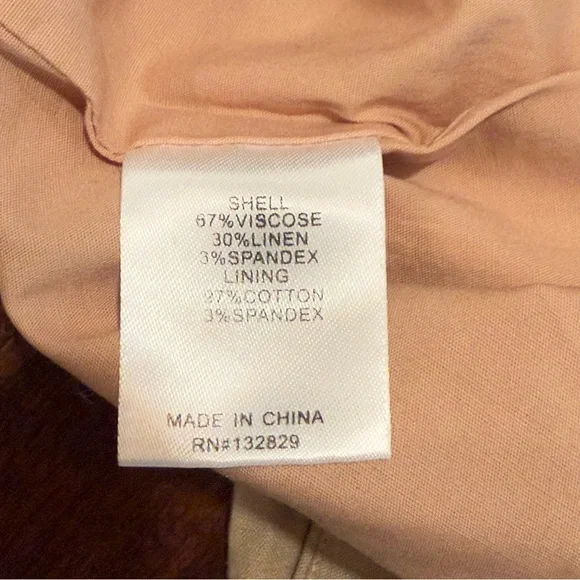 SHELL
67%VISCOSE
30%LINEN
3%SPANDEX
LINING
97%COTTON
3%SPANDEX
MADE IN CHINA
RN#132829